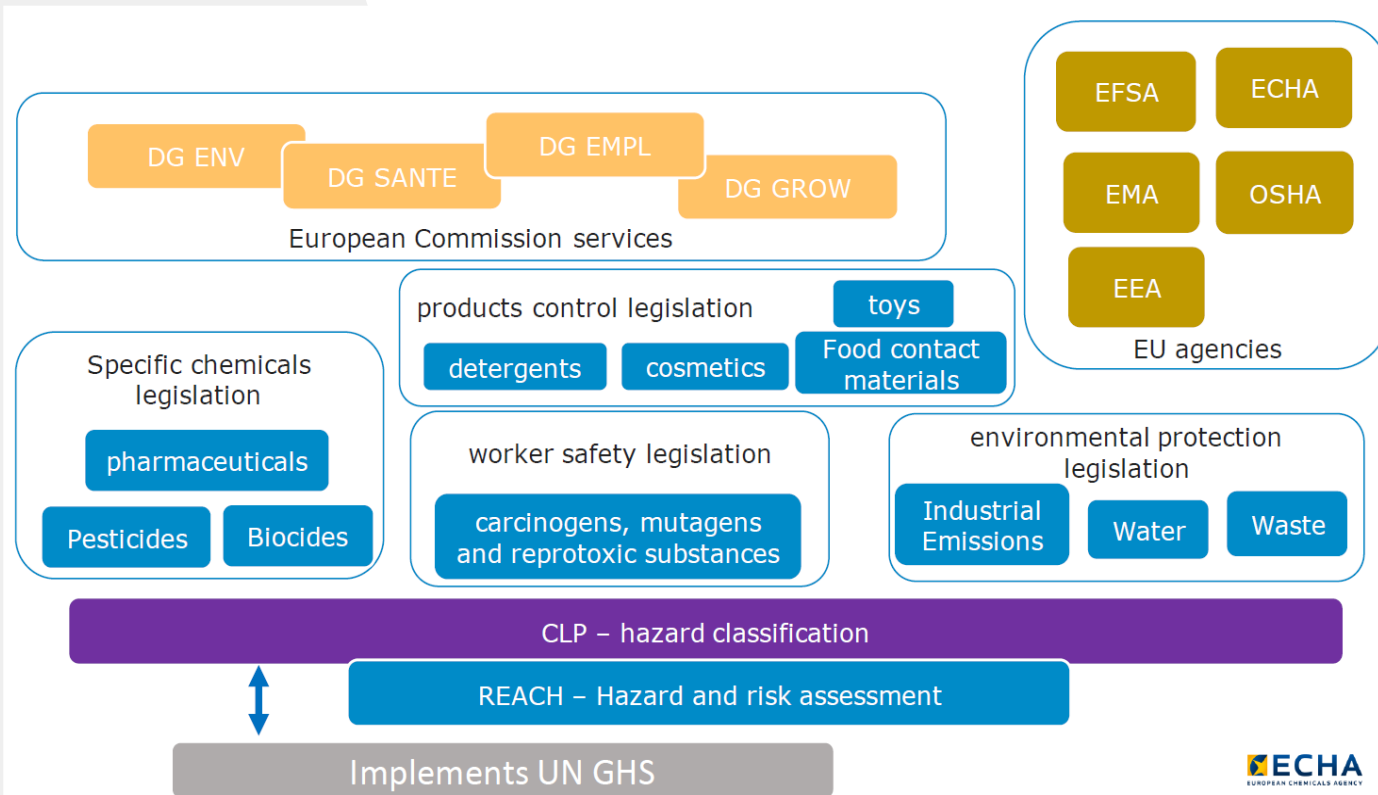 DG ENV
DG SANTE
DG EMPL
DG GROW
European Commission services
EFSA
ECHA
EMA
OSHA
EEA
EU agencies
products control legislation
toys
detergents
cosmetics
Food contact
materials
Specific chemicals
legislation
pharmaceuticals
Pesticides
Biocides
worker safety legislation
carcinogens, mutagens
and reprotoxic substances
environmental protection
legislation
Industrial
Emissions
Water
Waste
CLP – hazard classification
REACH – Hazard and risk assessment
Implements UN GHS
ECHA
EUROPEAN CHEMICALS AGENCY